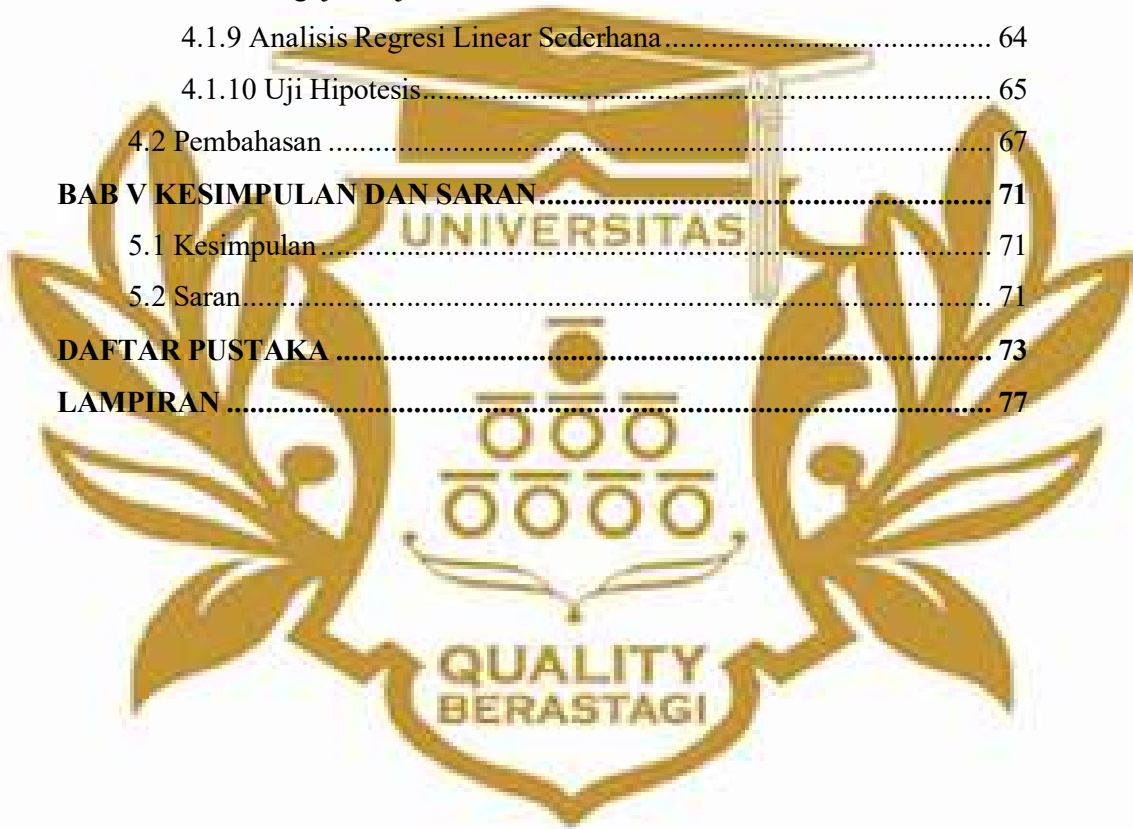 4.1.9 Analisis Regresi Linear Sederhana.......................................... 64
4.1.10 Uji Hipotesis............................................................................ 65
4.2 Pembahasan ...................................................................................... 67
BAB V KESIMPULAN DAN SARAN......................................................... 71
UNIVERSITAS
5.1 Kesimpulan....................................................................................... 71
5.2 Saran................................................................................................. 71
DAFTAR PUSTAKA .................................................................................. 73
LAMPIRAN ................................................................................................ 77
QUALITY
BERASTAGI